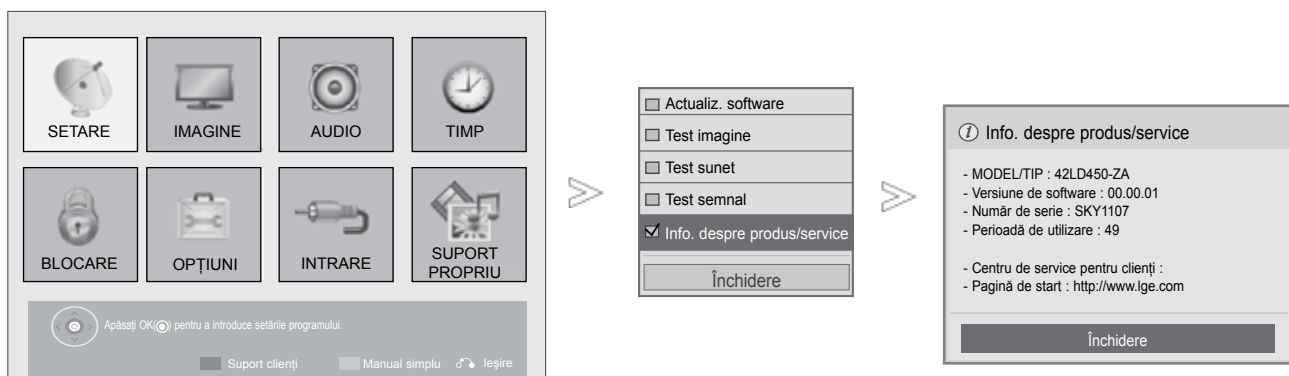 SETARE
IMAGINE
AUDIO
TIMP
BLOCARE
OPȚIUNI
INTRARE
SUPORT
PROPRIU
Apăsați OK(◉) pentru a introduce setările programului.
Suport clienți
Manual simplu
Ieșire
Actualiz. software
Test imagine
Test sunet
Test semnal
Info. despre produs/service
Închidere
Info. despre produs/service
- MODEL/TIP : 42LD450-ZA
- Versiune de software : 00.00.01
- Număr de serie : SKY1107
- Perioadă de utilizare : 49
- Centru de service pentru clienți :
- Pagină de start : http://www.lge.com
Închidere